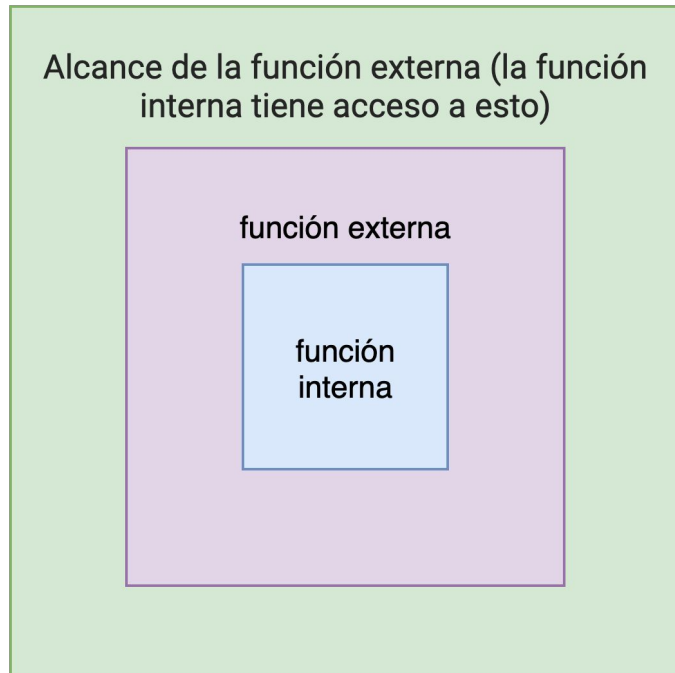 Alcance de la función externa (la función
interna tiene acceso a esto)
función externa
función
interna